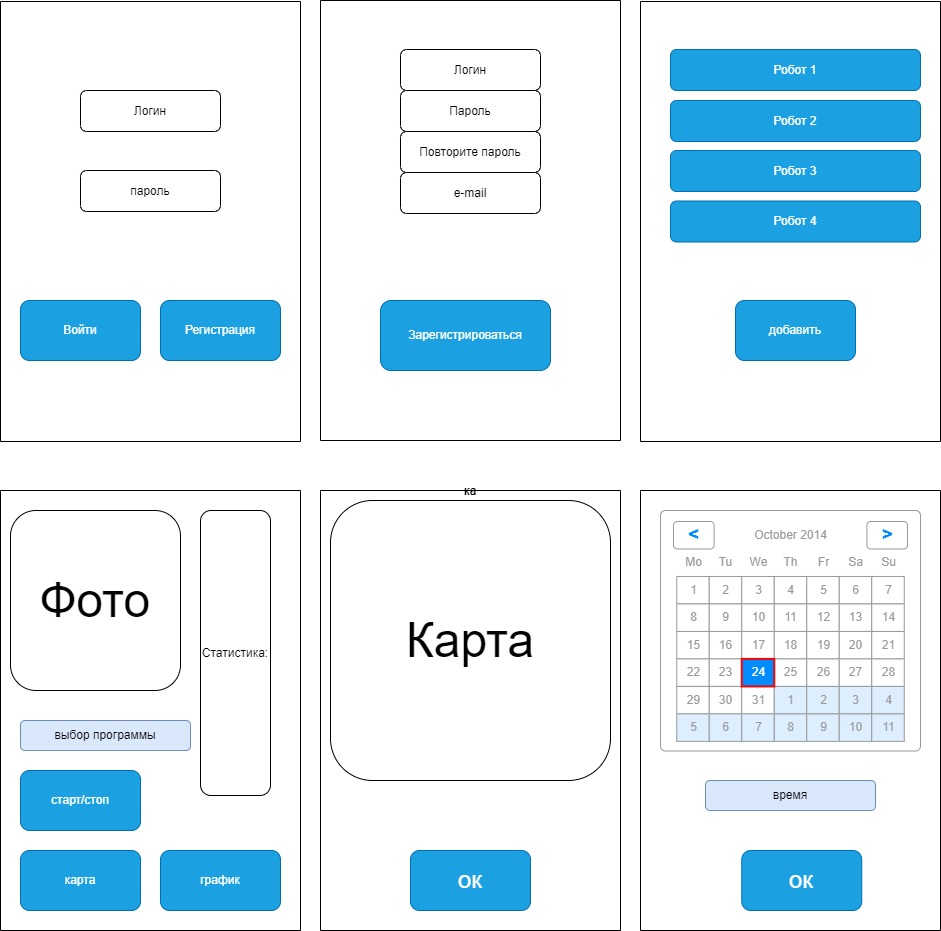 Логин
пароль
Войти
Регистрация
Логин
Пароль
Повторите пароль
e-mail
Зарегистрироваться
Робот 1
Робот 2
Робот 3
Робот 4
добавить
Фото
Статистика:
выбор программы
старт/стоп
карта
график
ка
Карта
ОК
< October 2014 >
Mo Tu We Th Fr Sa Su
1 2 3 4 5 6 7
8 9 10 11 12 13 14
15 16 17 18 19 20 21
22 23 24 25 26 27 28
29 30 31 1 2 3 4
5 6 7 8 9 10 11
время
ОК